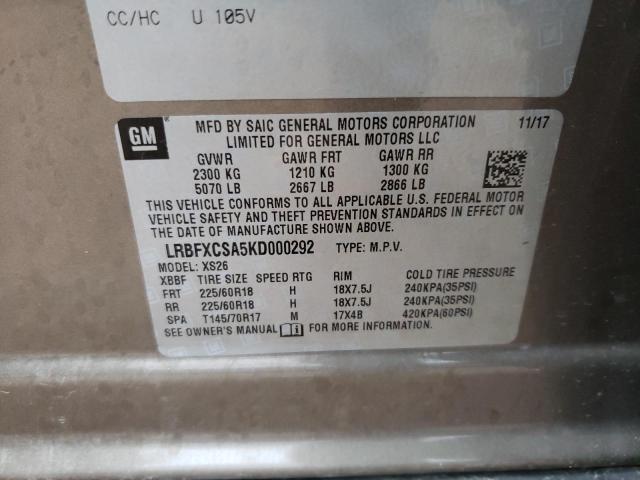 CC/HC U 105V
GM
MFD BY SAIC GENERAL MOTORS CORPORATION 11/17
LIMITED FOR GENERAL MOTORS LLC
GVWR GAWR FRT GAWR RR
2300 KG 1210 KG 1300 KG
5070 LB 2667 LB 2866 LB
THIS VEHICLE CONFORMS TO ALL APPLICABLE U.S. FEDERAL MOTOR
VEHICLE SAFETY AND THEFT PREVENTION STANDARDS IN EFFECT ON
THE DATE OF MANUFACTURE SHOWN ABOVE.
LRBFXCSA5KD000292 TYPE: M.P.V.
MODEL: XS26
XBBF TIRE SIZE SPEED RTG RIM COLD TIRE PRESSURE
FRT 225/60R18 H 18X7.5J 240KPA(35PSI)
RR 225/60R18 H 18X7.5J 240KPA(35PSI)
SPA T145/70R17 M 17X4B 420KPA(60PSI)
SEE OWNER'S MANUAL i FOR MORE INFORMATION.